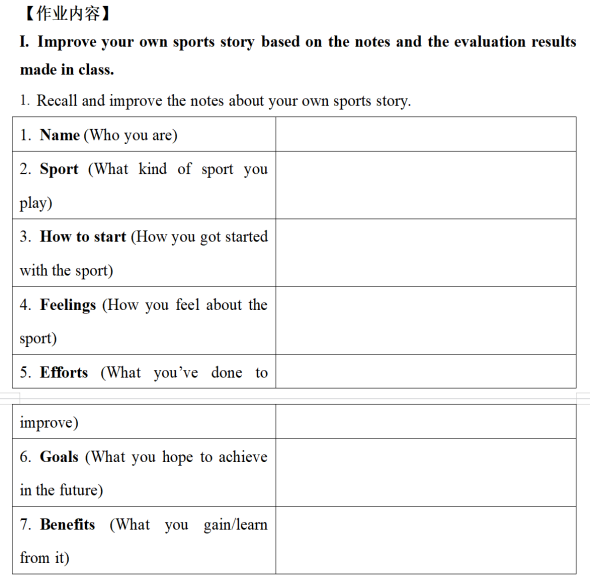 【作业内容】
I. Improve your own sports story based on the notes and the evaluation results
made in class.
1. Recall and improve the notes about your own sports story.
1. Name (Who you are)
2. Sport (What kind of sport you
play)
3. How to start (How you got started
with the sport)
4. Feelings (How you feel about the
sport)
5. Efforts (What you’ve done to
improve)
6. Goals (What you hope to achieve
in the future)
7. Benefits (What you gain/learn
from it)